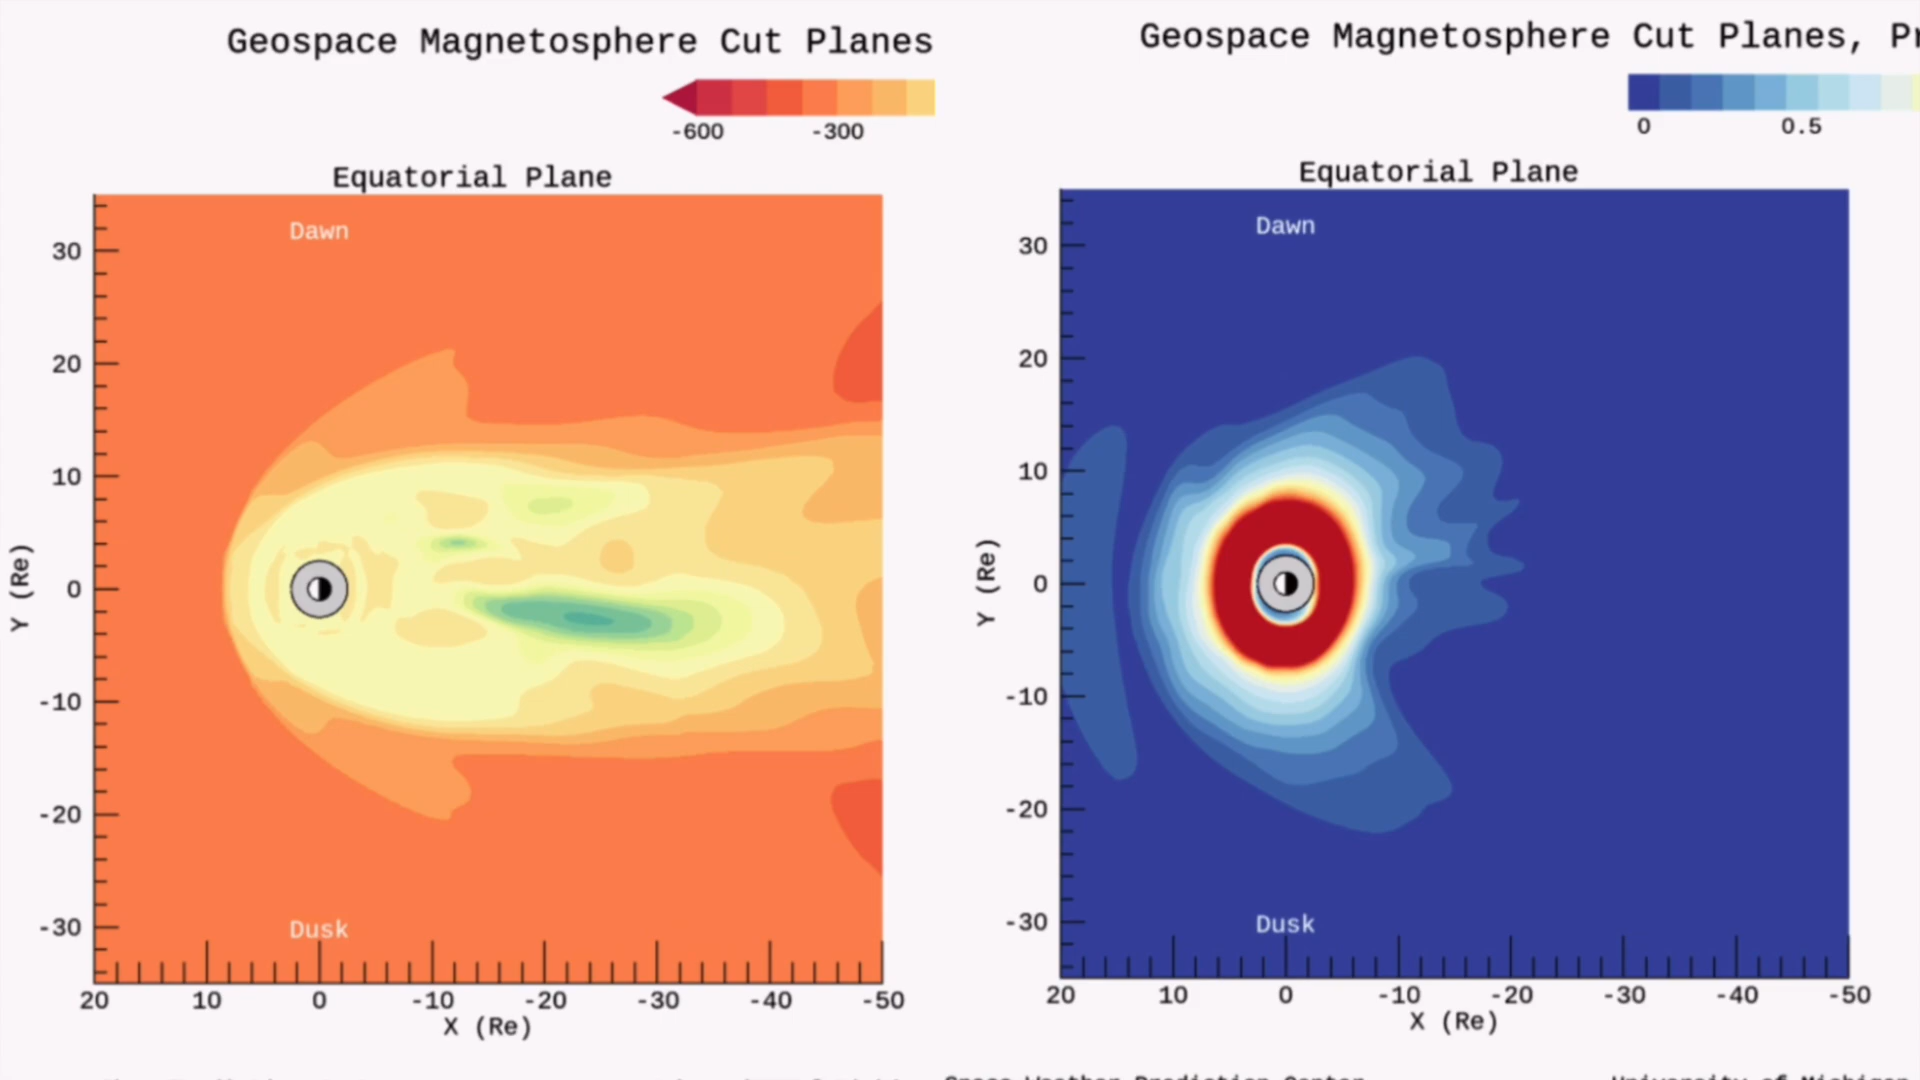 Geospace Magnetosphere Cut Planes
-600 -300
Equatorial Plane
Dawn
30
20
10
0
-10
-20
-30
Y (Re)
Dusk
20 10 0 -10 -20 -30 -40 -50
X (Re)
Geospace Magnetosphere Cut Planes,
0 0.5
Equatorial Plane
Dawn
30
20
10
0
-10
-20
-30
Y (Re)
Dusk
20 10 0 -10 -20 -30 -40 -50
X (Re)
Space Weather Prediction Center
University of Michigan